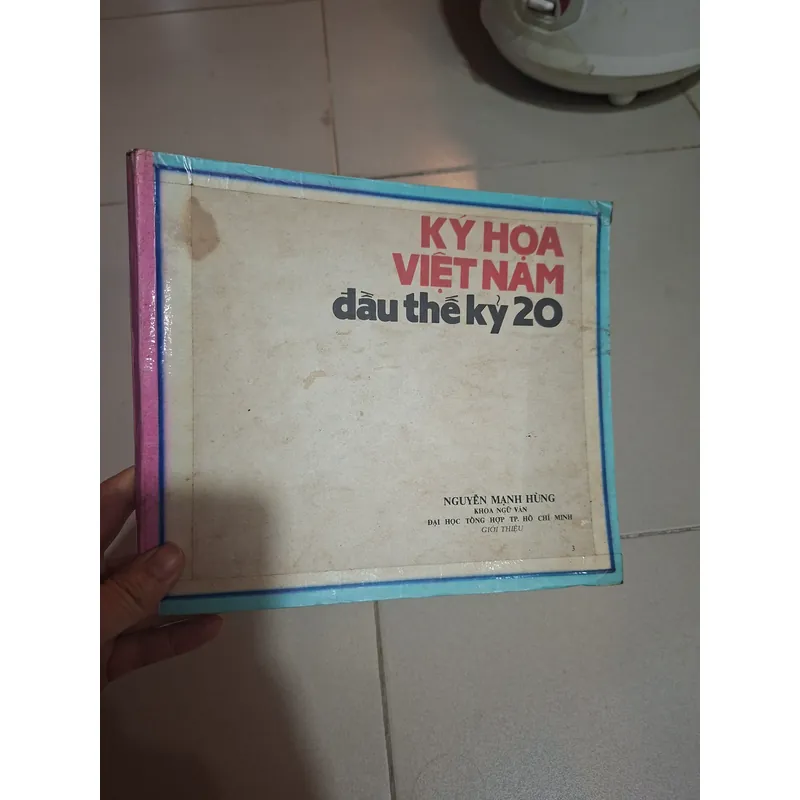 KÝ HỌA
VIỆT NAM
đầu thế kỷ 20
NGUYỄN MẠNH HÙNG
KHOA NGỮ VĂN
ĐẠI HỌC TỔNG HỢP TP. HỒ CHÍ MINH
GIỚI THIỆU
3